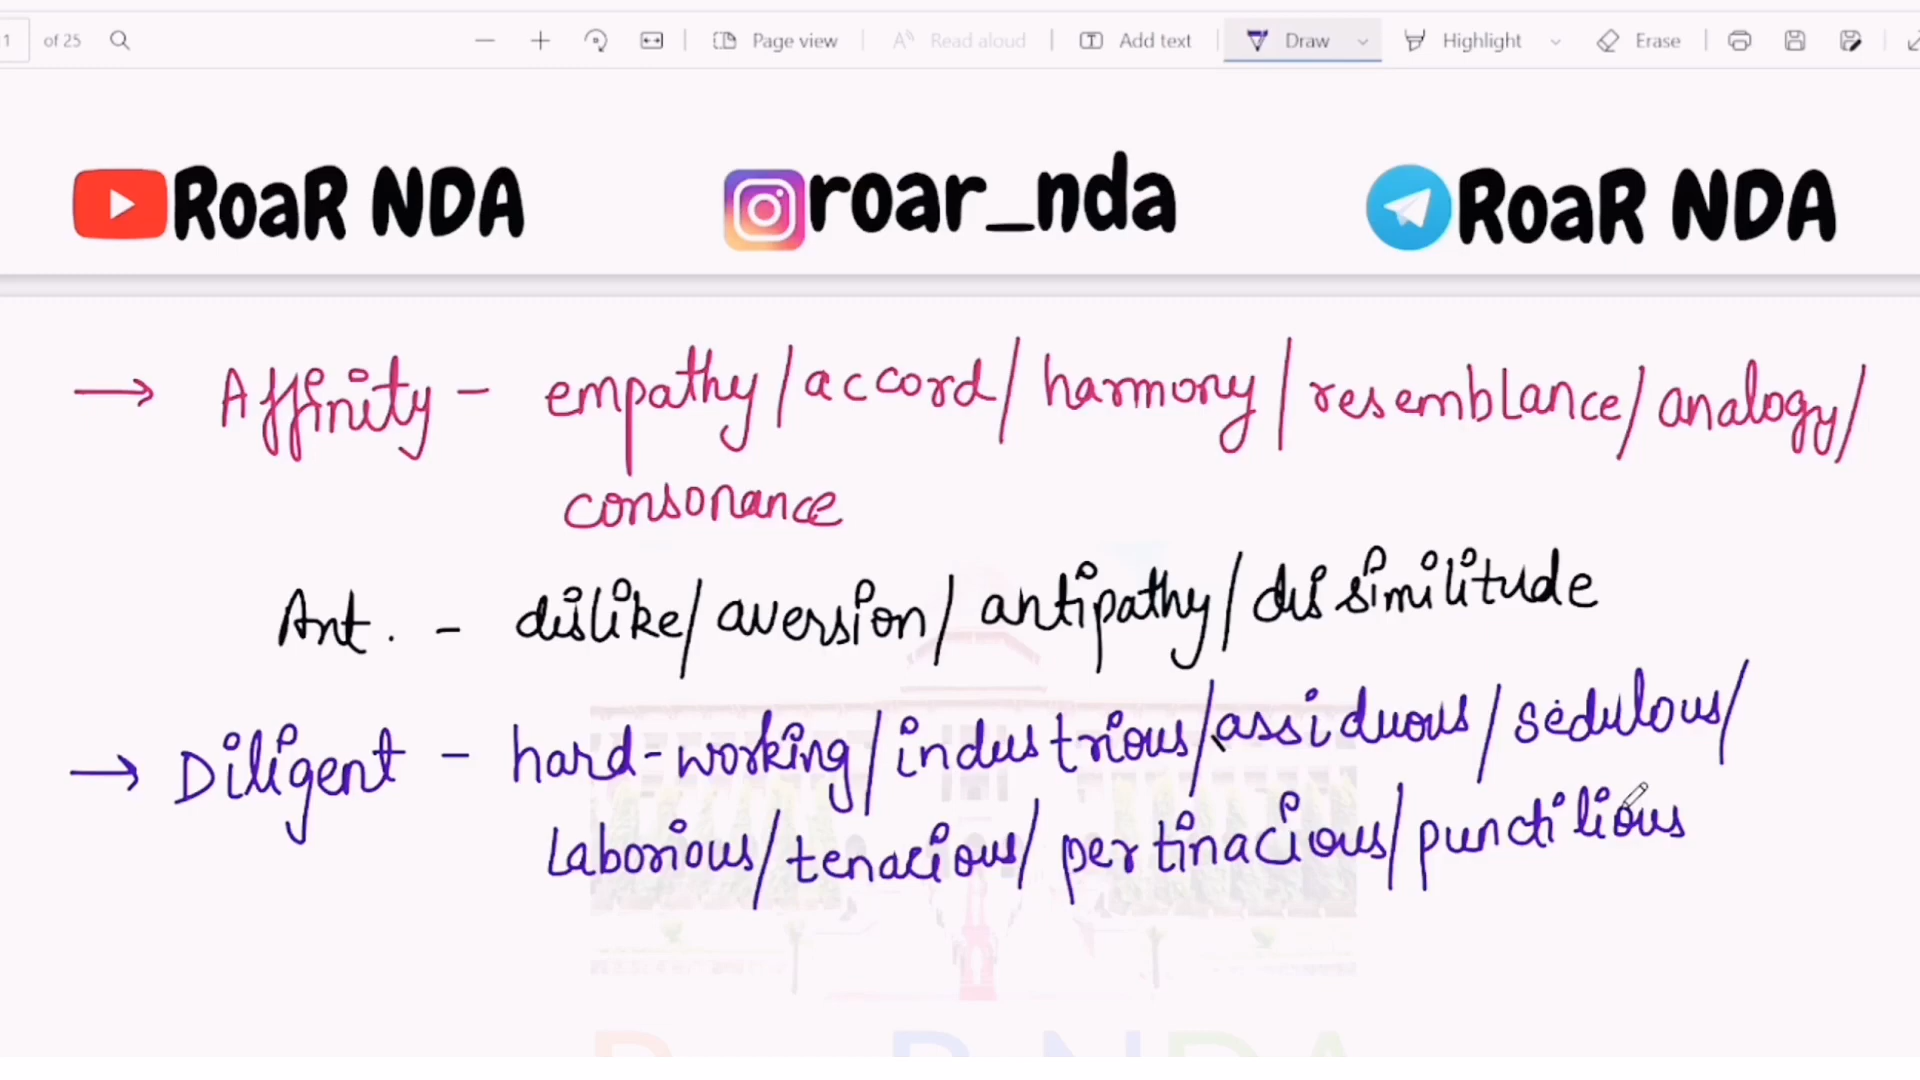 1 of 25 Page view Read aloud Add text Draw Highlight Erase
RoaR NDA roar_nda RoaR NDA
→ Affinity - empathy/accord/harmony/resemblance/analogy/
consonance
Ant. - dislike/aversion/antipathy/dissimilitude
→ Diligent - hard-working/industrious/assiduous/sedulous/
Laborious/tenacious/pertinacious/punctilious
RoaR NDA